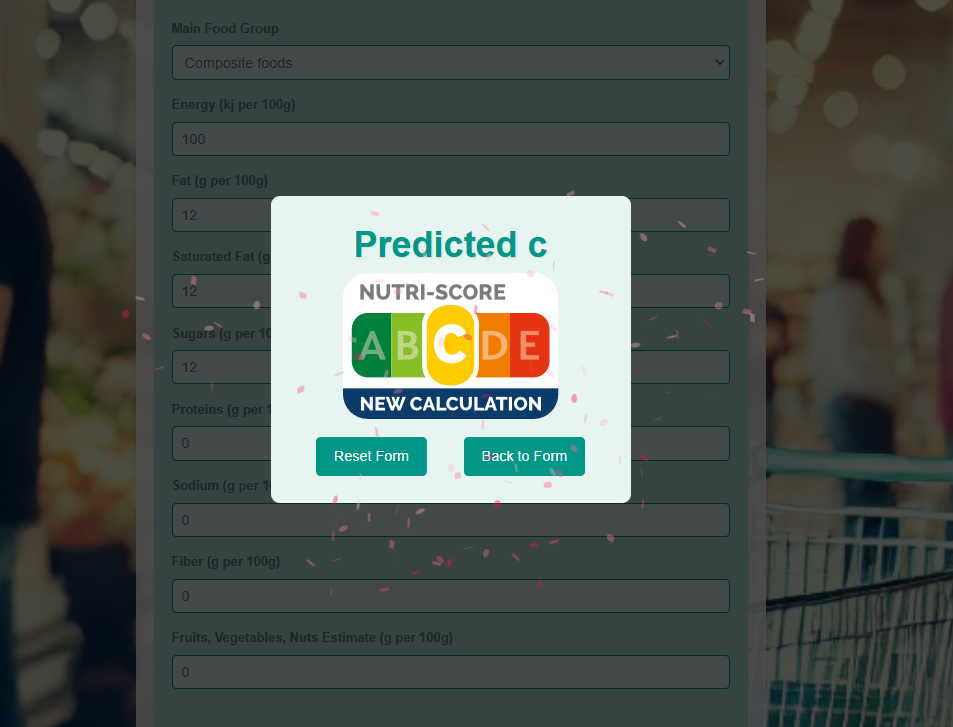 Main Food Group
Composite foods
Energy (kj per 100g)
100
Fat (g per 100g)
12
Predicted c
Saturated Fat (g
12
NUTRI-SCORE
Sugars (g per 10
A B C D E
12
NEW CALCULATION
Proteins (g per 1
0
Reset Form Back to Form
Sodium (g per 1
0
Fiber (g per 100g)
0
Fruits, Vegetables, Nuts Estimate (g per 100g)
0